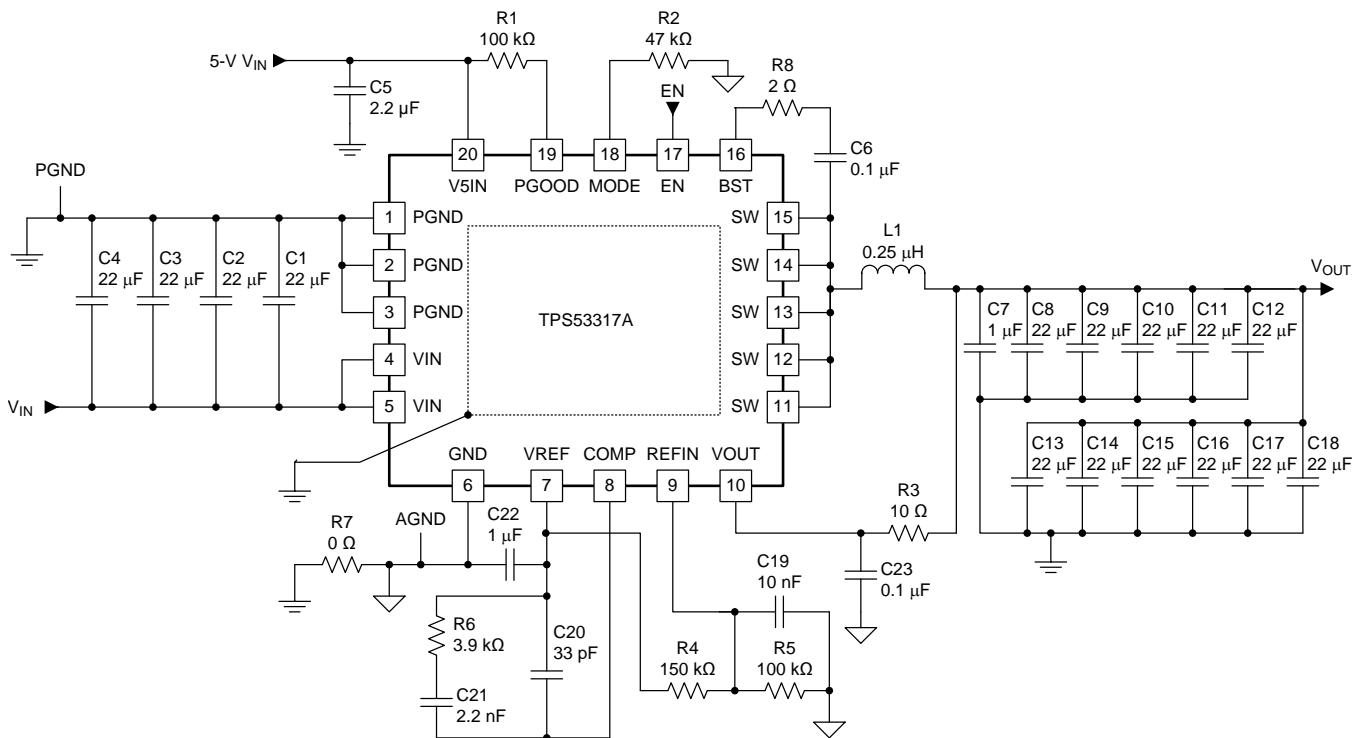 R1
100 kΩ
R2
47 kΩ
5-V VIN
C5
2.2 µF
EN
R8
2 Ω
C6
0.1 µF
20
19
18
17
16
V5IN
PGOOD
MODE
EN
BST
PGND
1
PGND
2
PGND
3
PGND
4
VIN
5
VIN
VIN
C4
22 µF
C3
22 µF
C2
22 µF
C1
22 µF
TPS53317A
SW
15
SW
14
SW
13
SW
12
SW
11
L1
0.25 µH
VOUT
C7
1 µF
C8
22 µF
C9
22 µF
C10
22 µF
C11
22 µF
C12
22 µF
C13
22 µF
C14
22 µF
C15
22 µF
C16
22 µF
C17
22 µF
C18
22 µF
GND
VREF
COMP
REFIN
VOUT
6
7
8
9
10
R3
10 Ω
C23
0.1 µF
AGND
R7
0 Ω
C22
1 µF
C19
10 nF
R6
3.9 kΩ
C20
33 pF
C21
2.2 nF
R4
150 kΩ
R5
100 kΩ